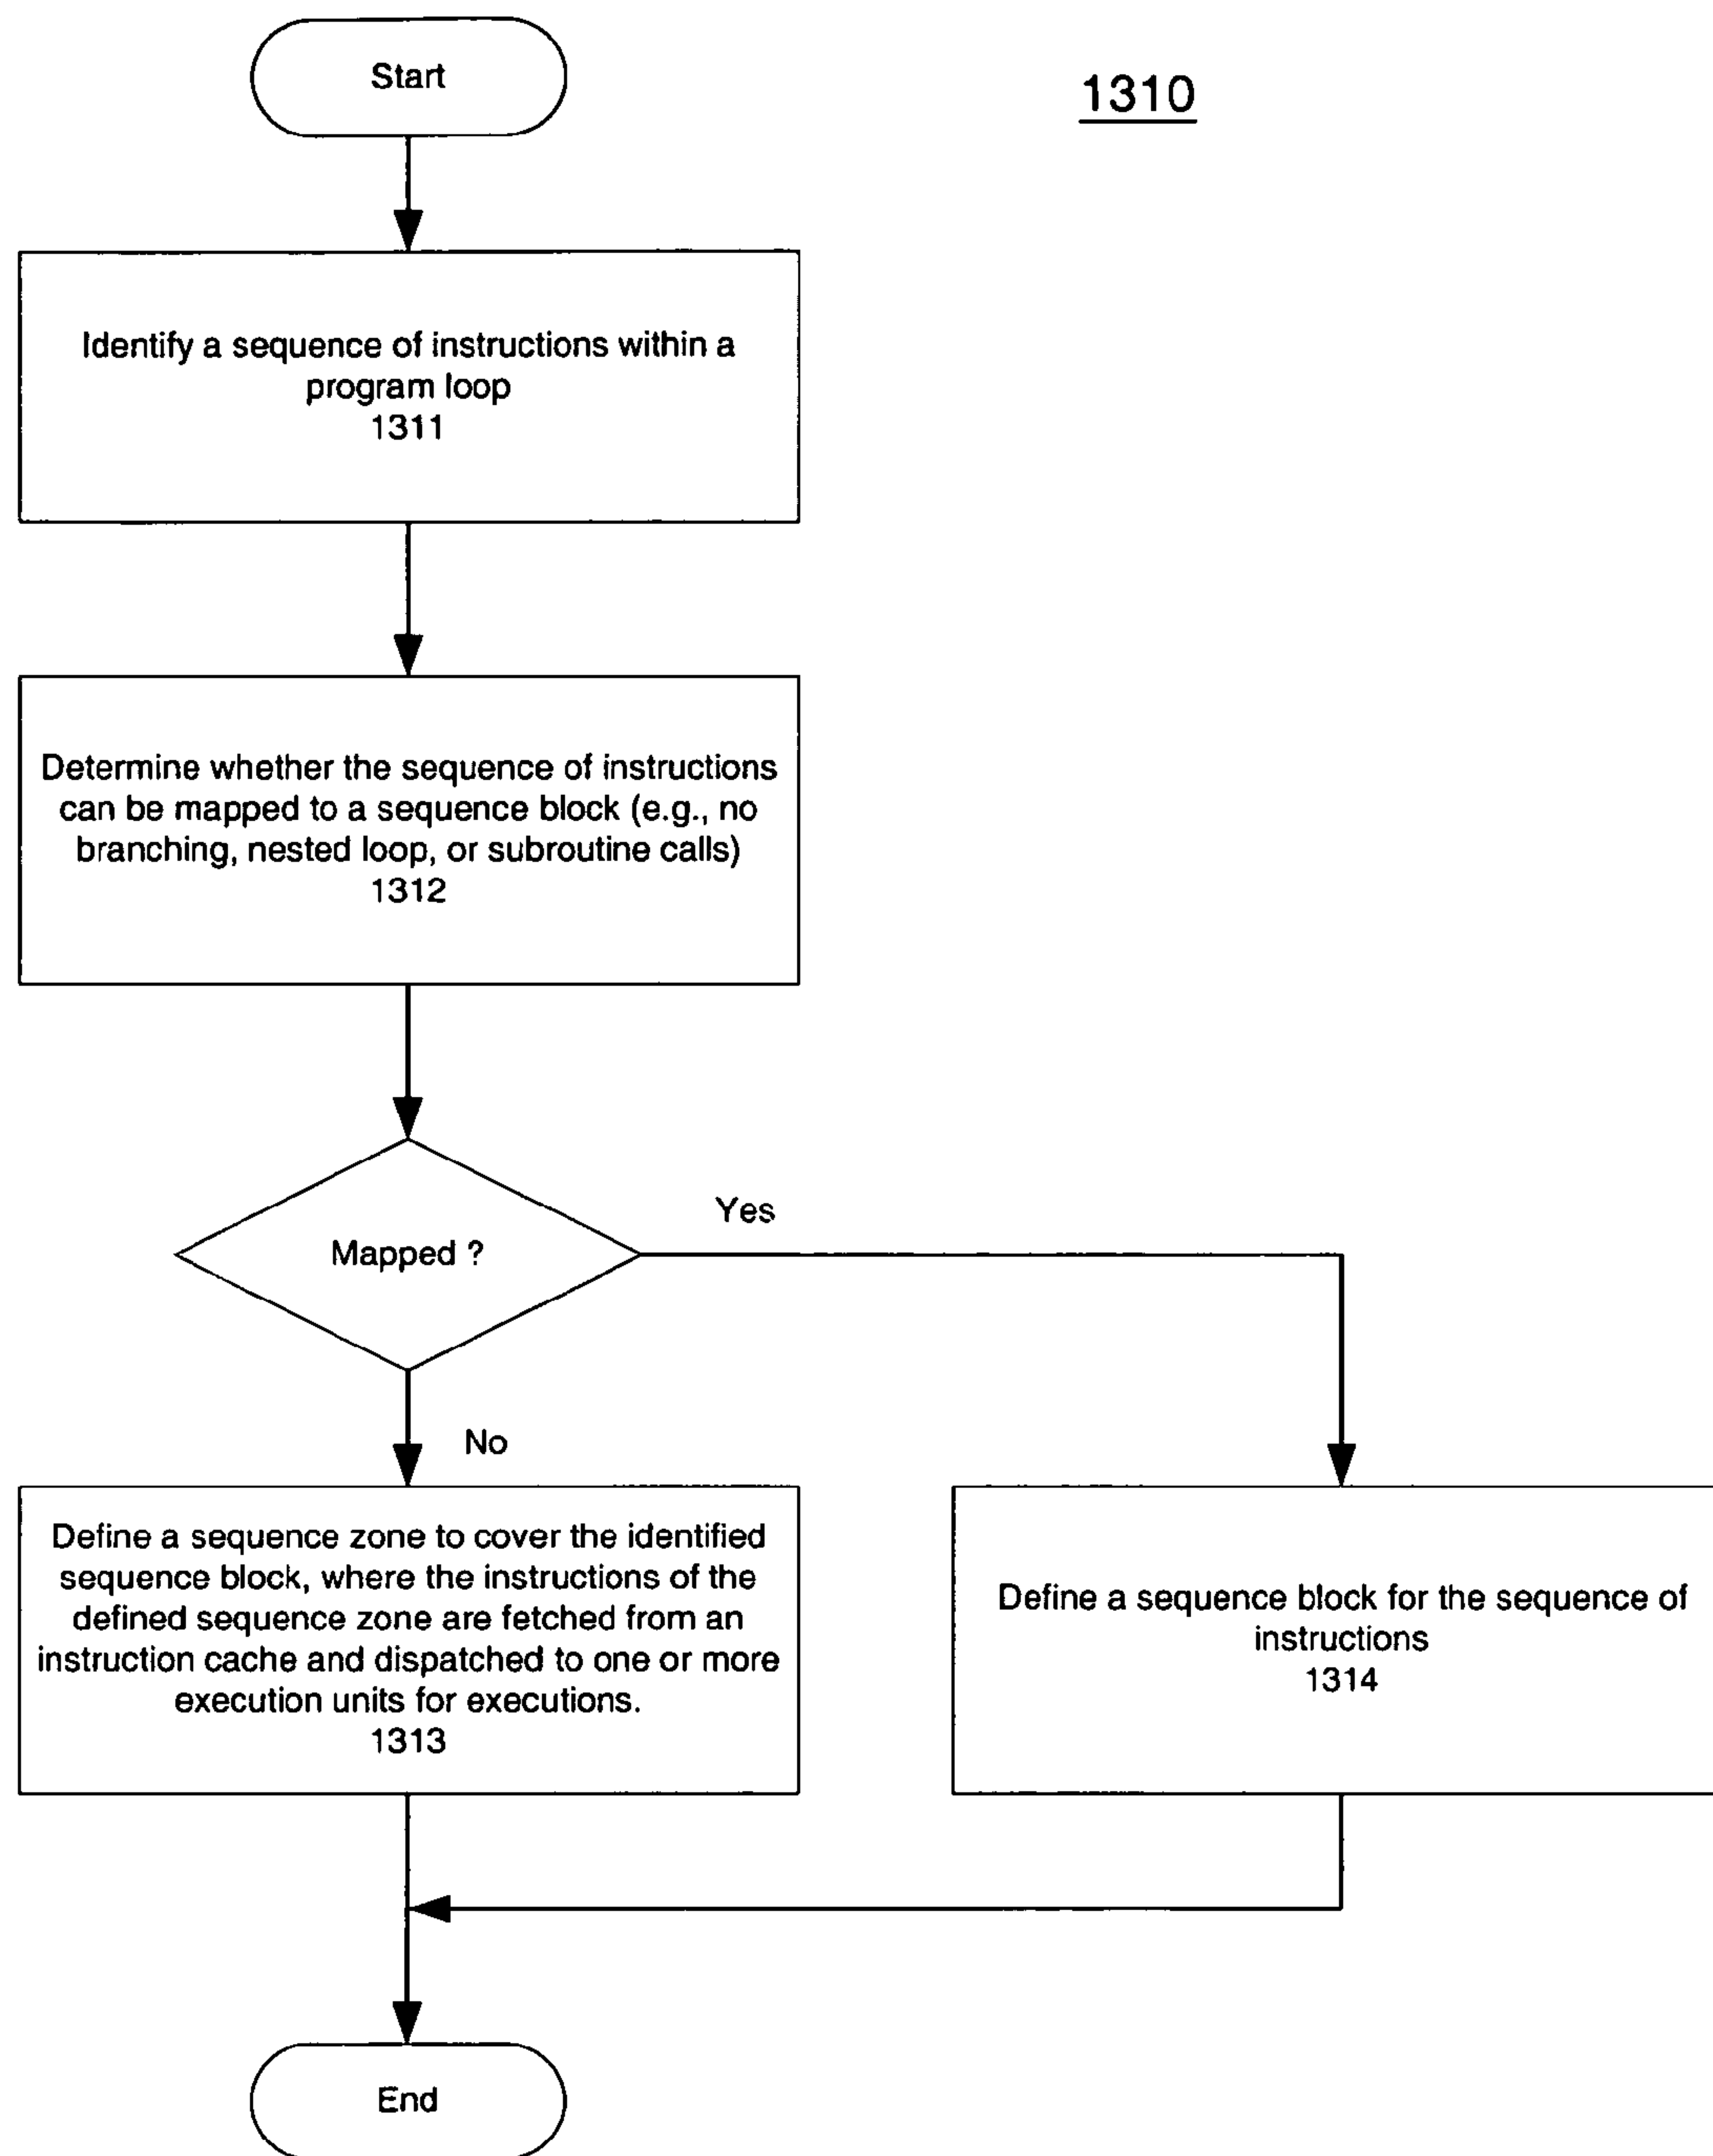 Start
1310
Identify a sequence of instructions within a
program loop
1311
Determine whether the sequence of instructions
can be mapped to a sequence block (e.g., no
branching, nested loop, or subroutine calls)
1312
Yes
Mapped ?
No
Define a sequence zone to cover the identified
sequence block, where the instructions of the
defined sequence zone are fetched from an
instruction cache and dispatched to one or more
execution units for executions.
1313
Define a sequence block for the sequence of
instructions
1314
End